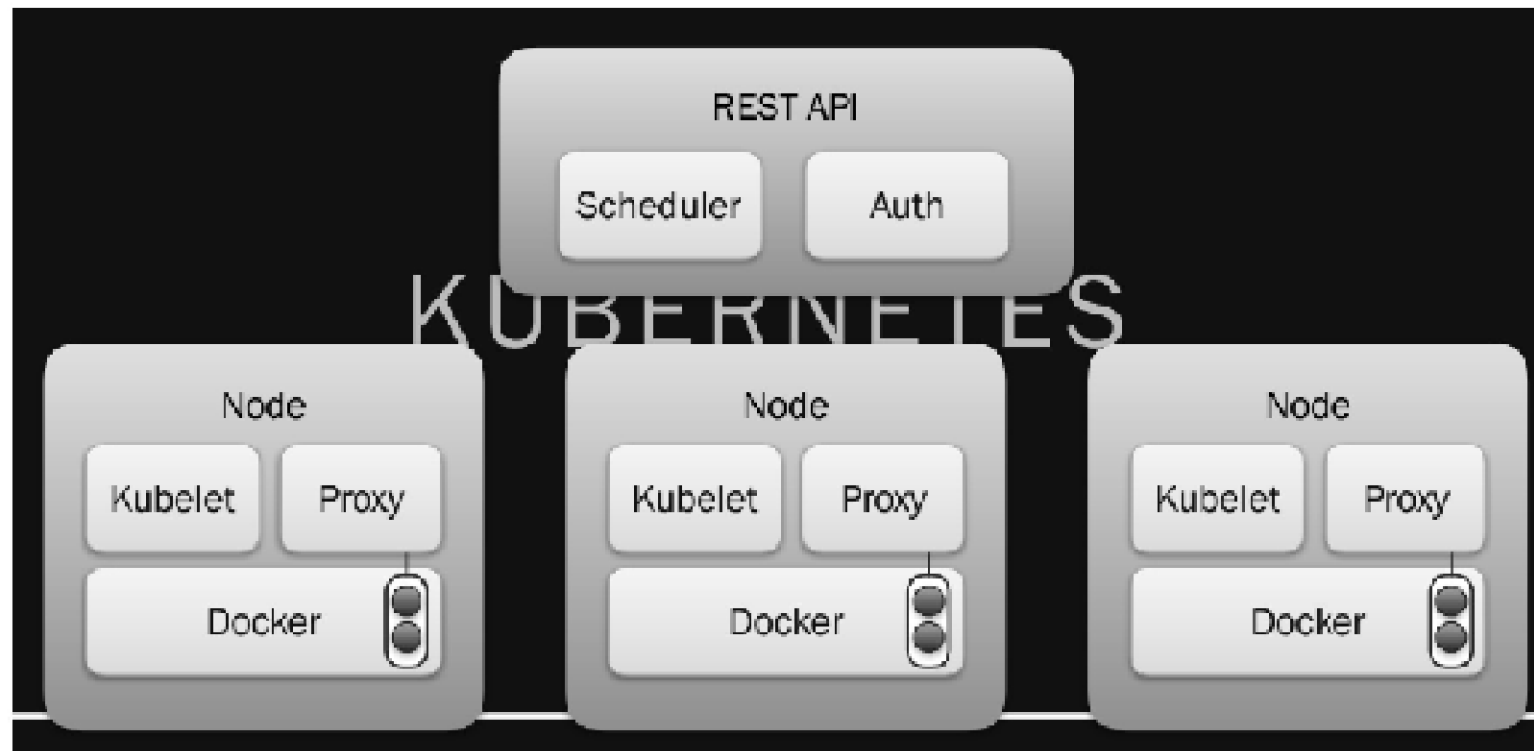 REST API
Scheduler Auth
KUBERNETES
Node Node Node
Kubelet Proxy Kubelet Proxy Kubelet Proxy
Docker Docker Docker